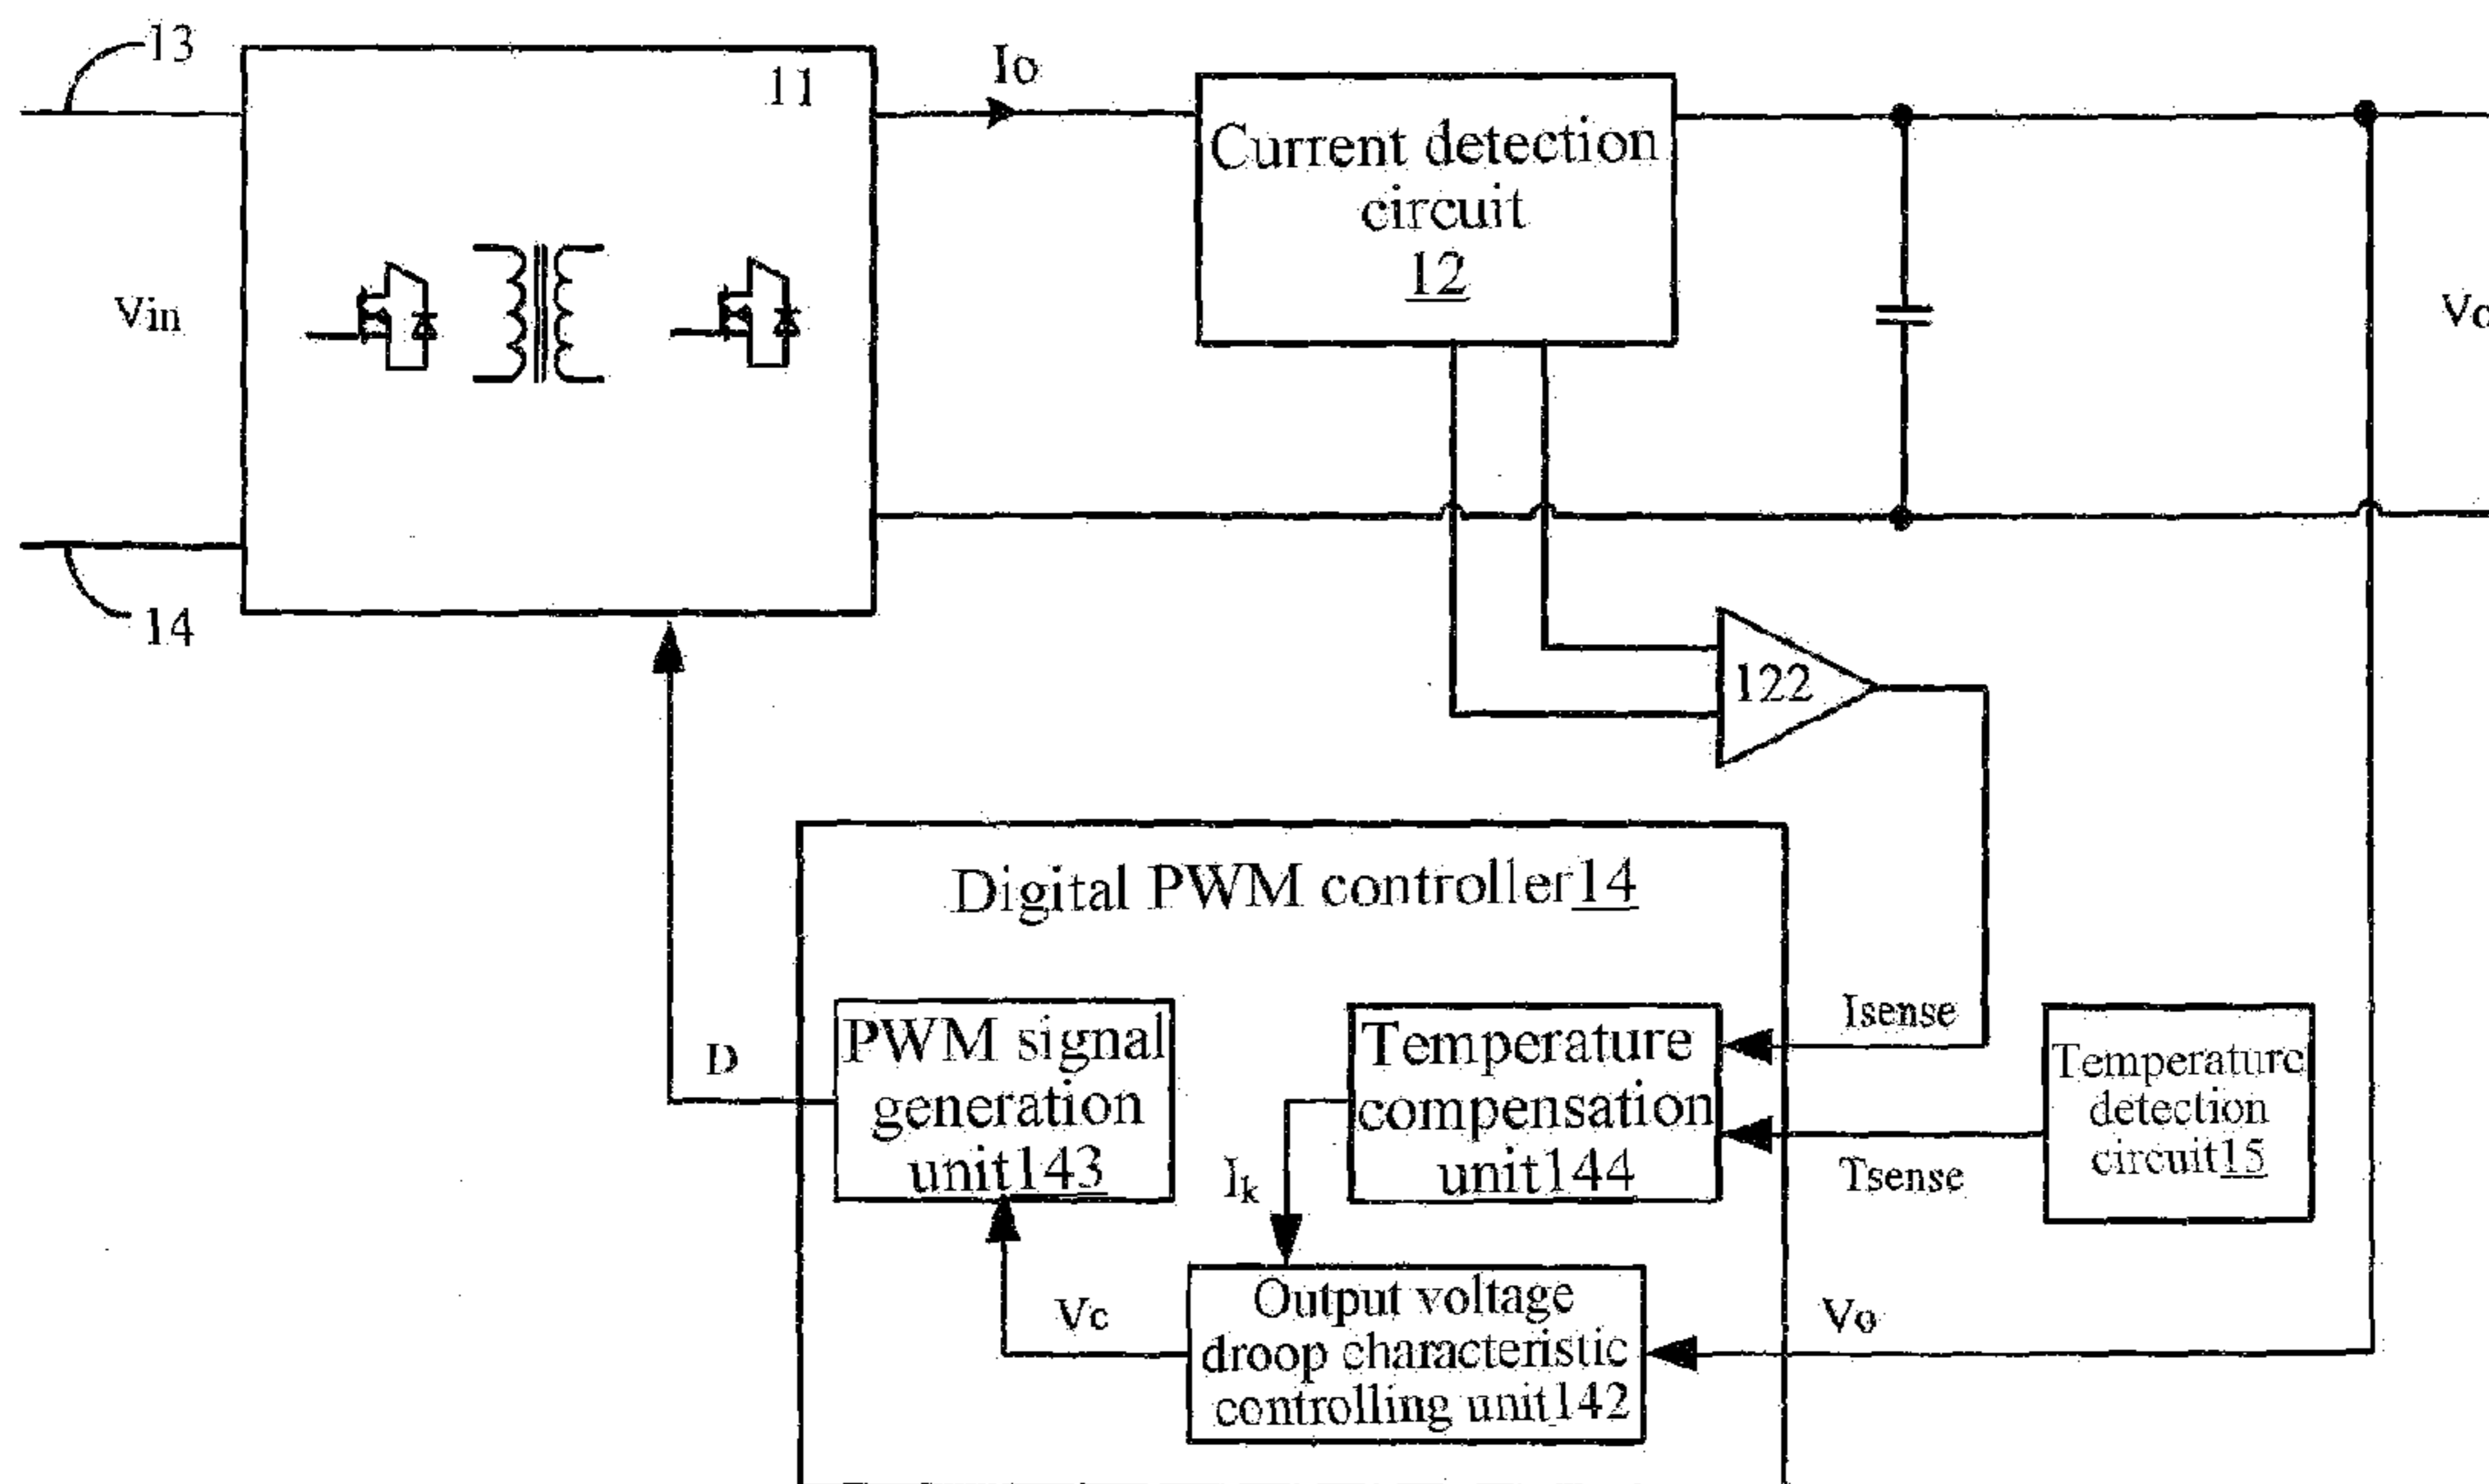 13
11
Io
Current detection
circuit
12
Vin
Vo
14
122
Digital PWM controller14
PWM signal
generation
unit143
D
Temperature
compensation
unit144
Isense
Tsense
Temperature
detection
circuit15
Ik
Output voltage
droop characteristic
controlling unit142
Vc
Vo